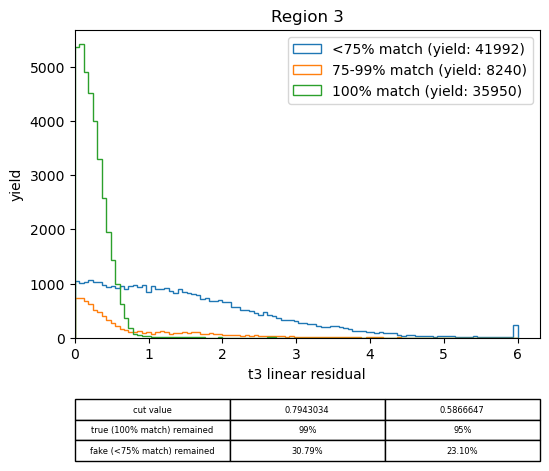 Region 3
<75% match (yield: 41992)
75-99% match (yield: 8240)
100% match (yield: 35950)
yield
5000
4000
3000
2000
1000
0
0 1 2 3 4 5 6
t3 linear residual
cut value 0.7943034 0.5866647
true (100% match) remained 99% 95%
fake (<75% match) remained 30.79% 23.10%